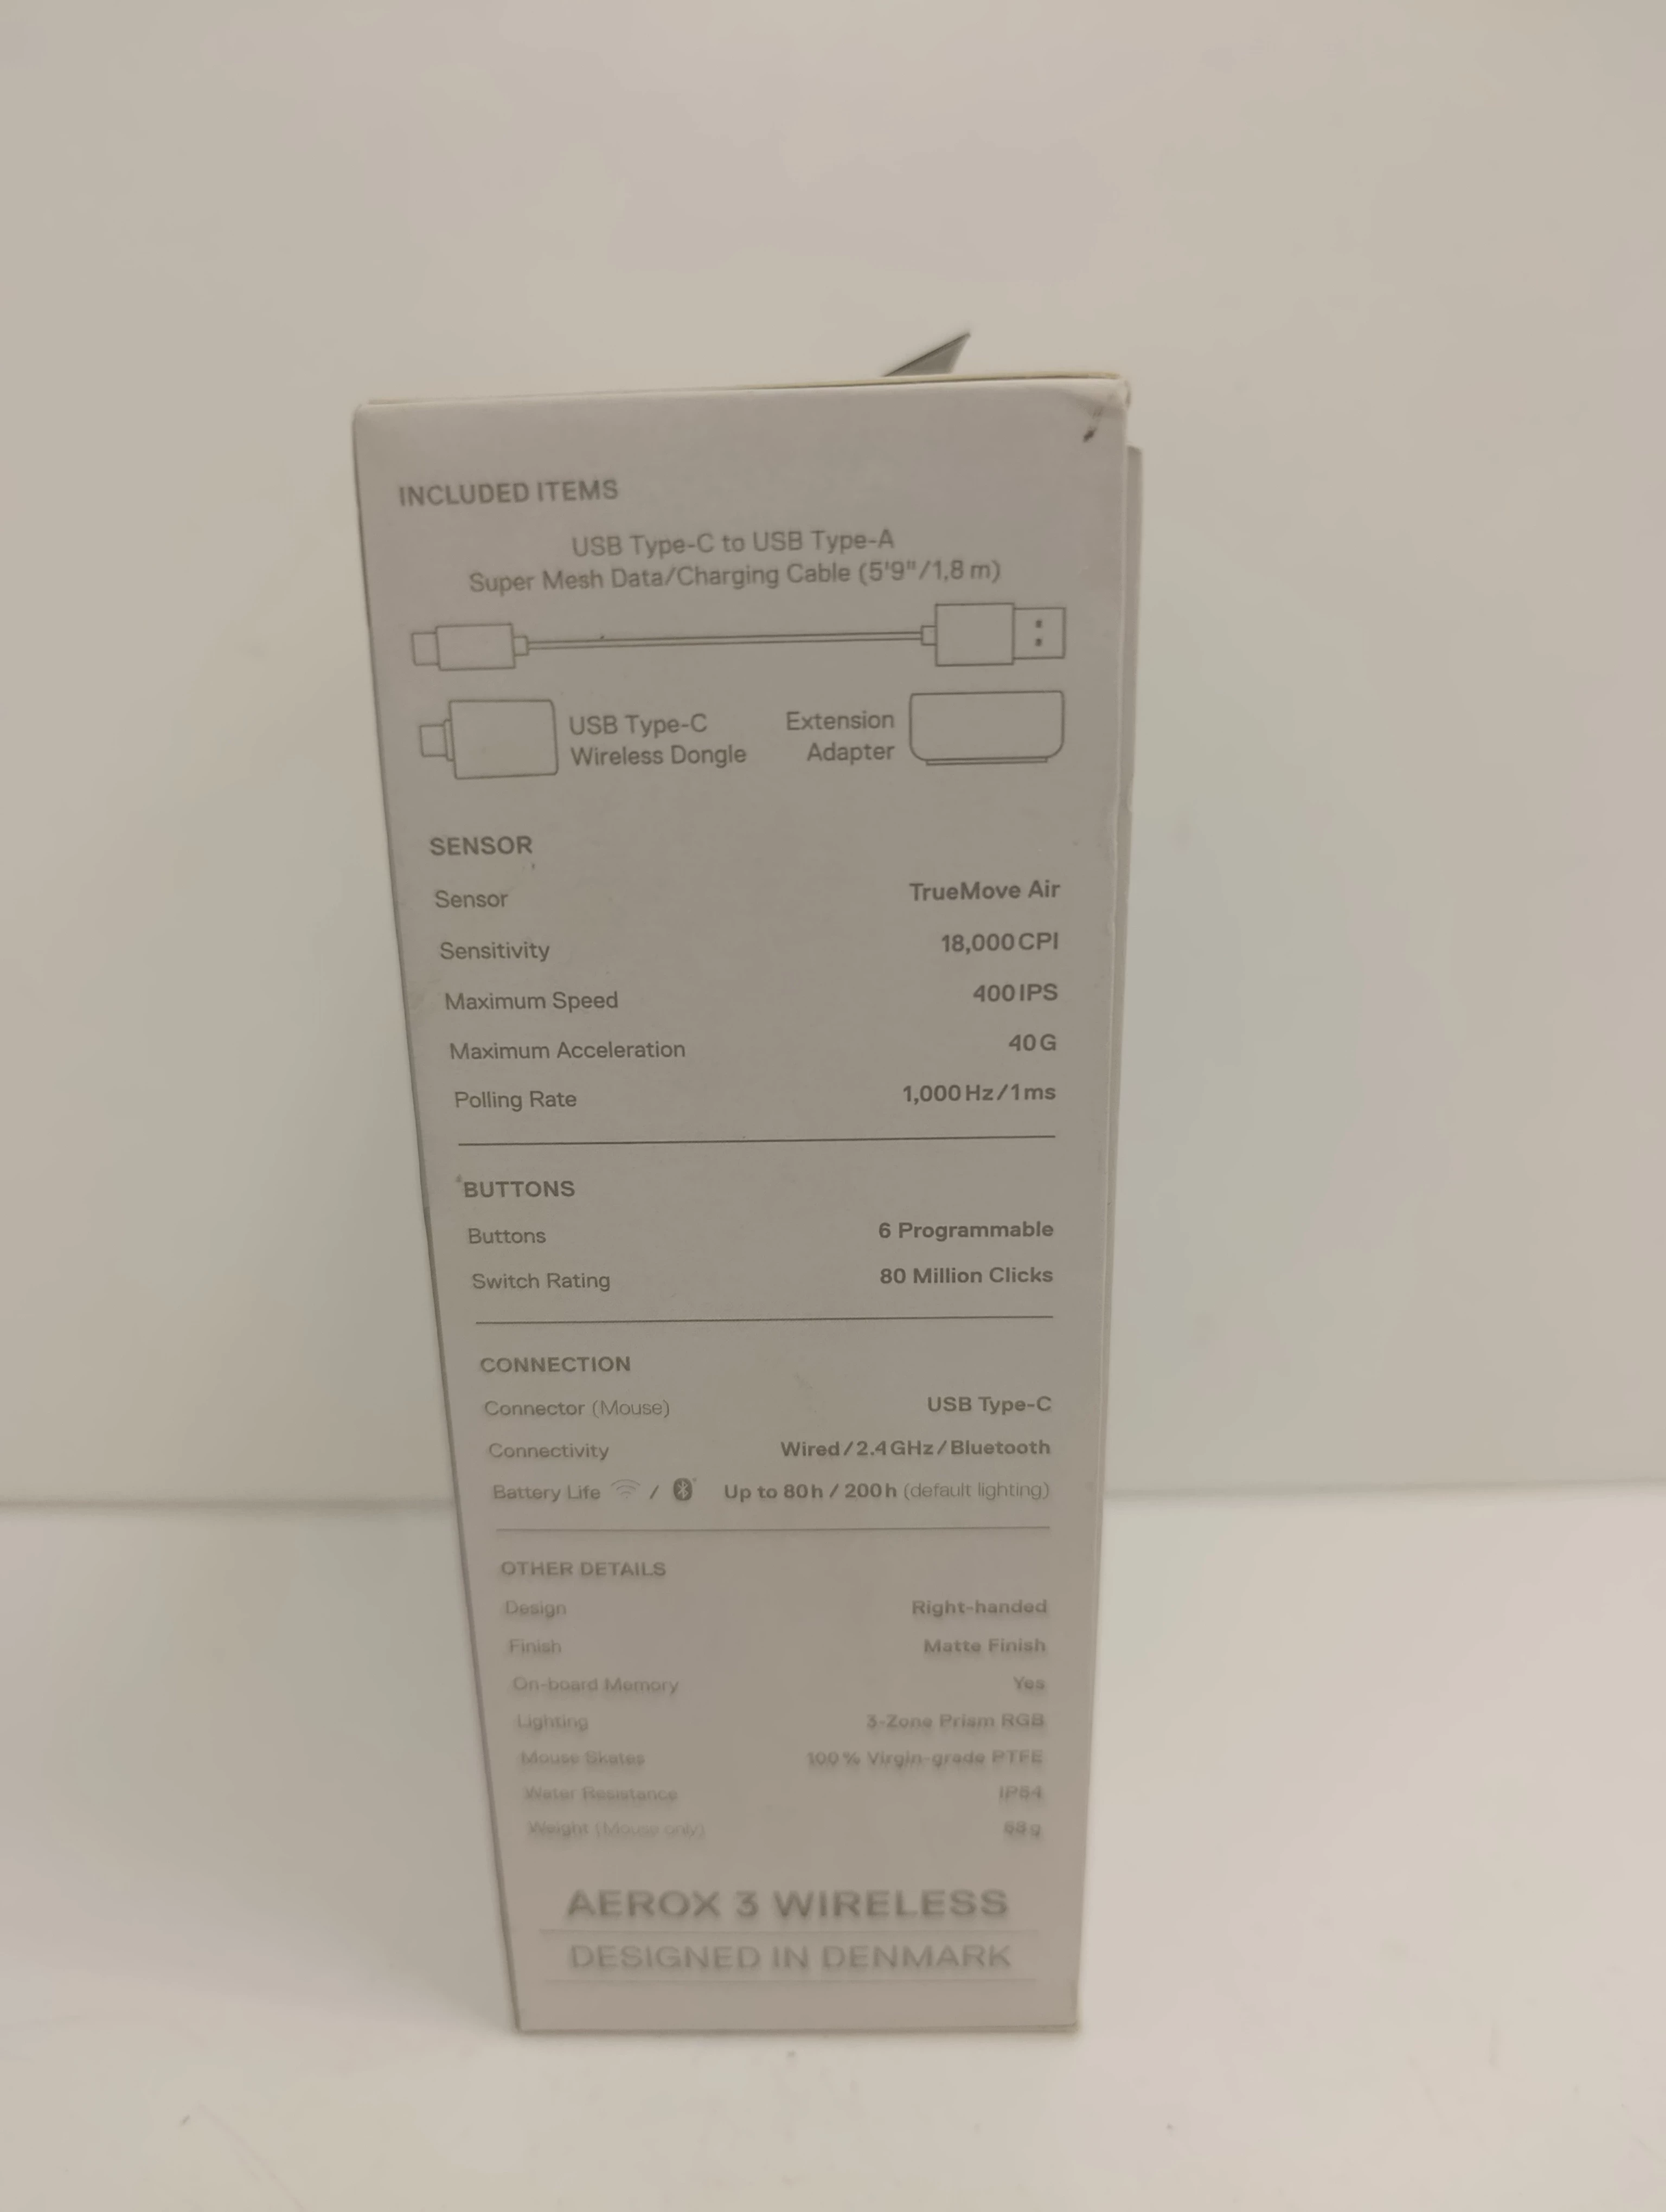 INCLUDED ITEMS
USB Type-C to USB Type-A
Super Mesh Data/Charging Cable (5'9"/1,8 m)
USB Type-C
Wireless Dongle
Extension
Adapter
SENSOR
Sensor TrueMove Air
Sensitivity 18,000 CPI
Maximum Speed 400 IPS
Maximum Acceleration 40 G
Polling Rate 1,000 Hz/1 ms
BUTTONS
Buttons 6 Programmable
Switch Rating 80 Million Clicks
CONNECTION
Connector (Mouse) USB Type-C
Connectivity Wired/2.4 GHz/Bluetooth
Battery Life / Up to 80 h / 200 h (default lighting)
OTHER DETAILS
Design Right-handed
Finish Matte Finish
On-board Memory Yes
Lighting 3-Zone Prism RGB
Mouse Skates 100 % Virgin-grade PTFE
Water Resistance
Weight (Mouse only) 68 g
AEROX 3 WIRELESS
DESIGNED IN DENMARK